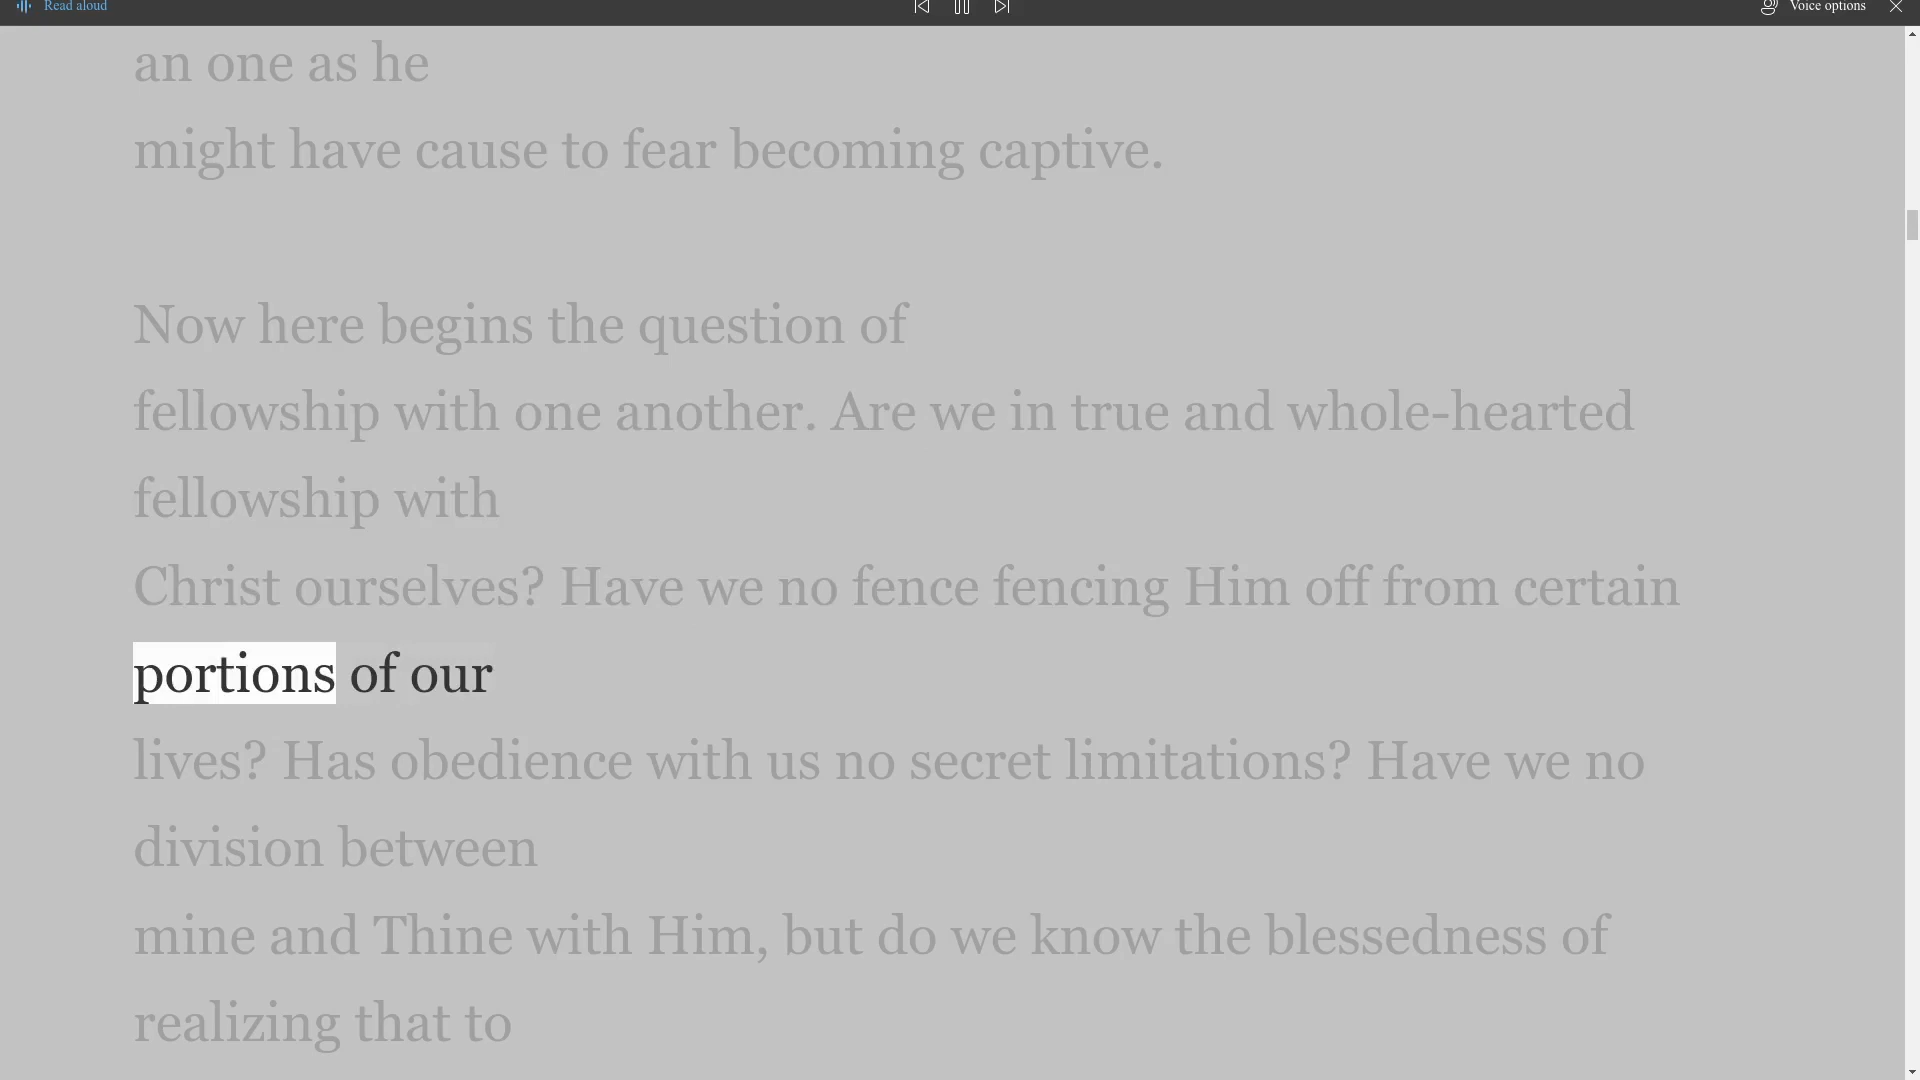 Read aloud
Voice options
an one as he
might have cause to fear becoming captive.
Now here begins the question of
fellowship with one another. Are we in true and whole-hearted
fellowship with
Christ ourselves? Have we no fence fencing Him off from certain
portions of our
lives? Has obedience with us no secret limitations? Have we no
division between
mine and Thine with Him, but do we know the blessedness of
realizing that to